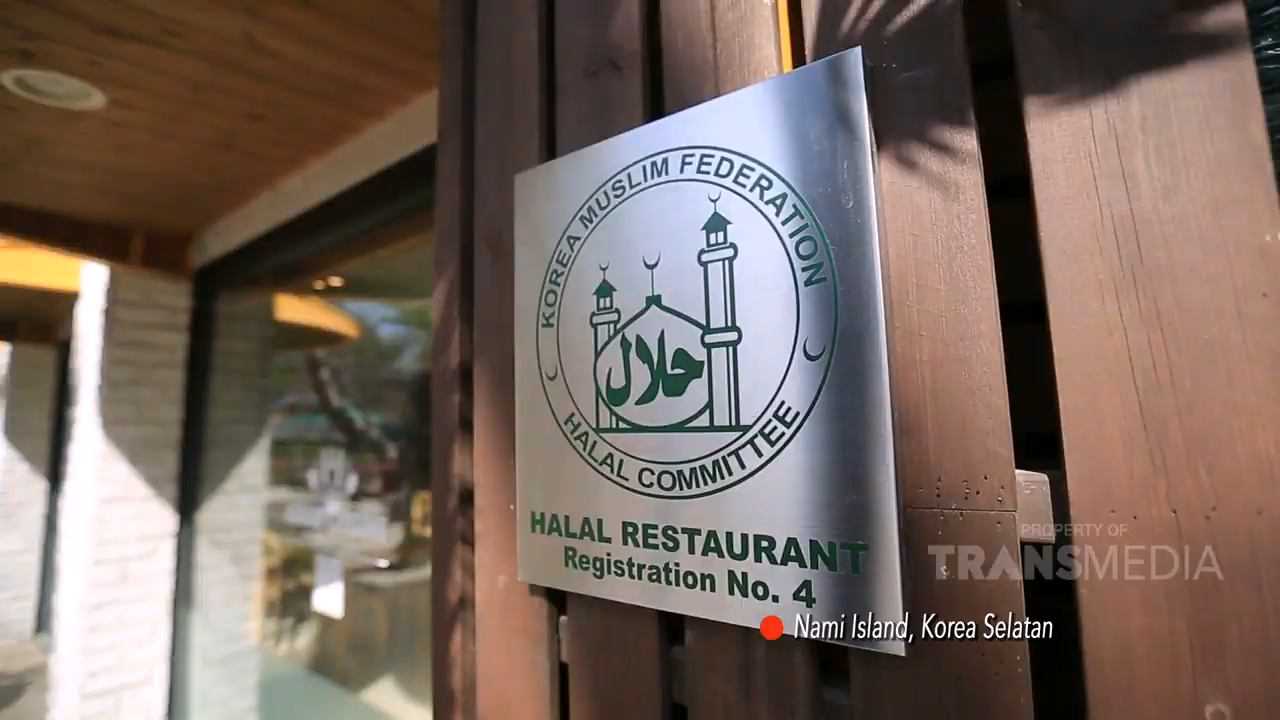 KOREA MUSLIM FEDERATION
حلال
HALAL COMMITTEE
HALAL RESTAURANT
Registration No. 4
PROPERTY OF
TRANSMEDIA
Nami Island, Korea Selatan